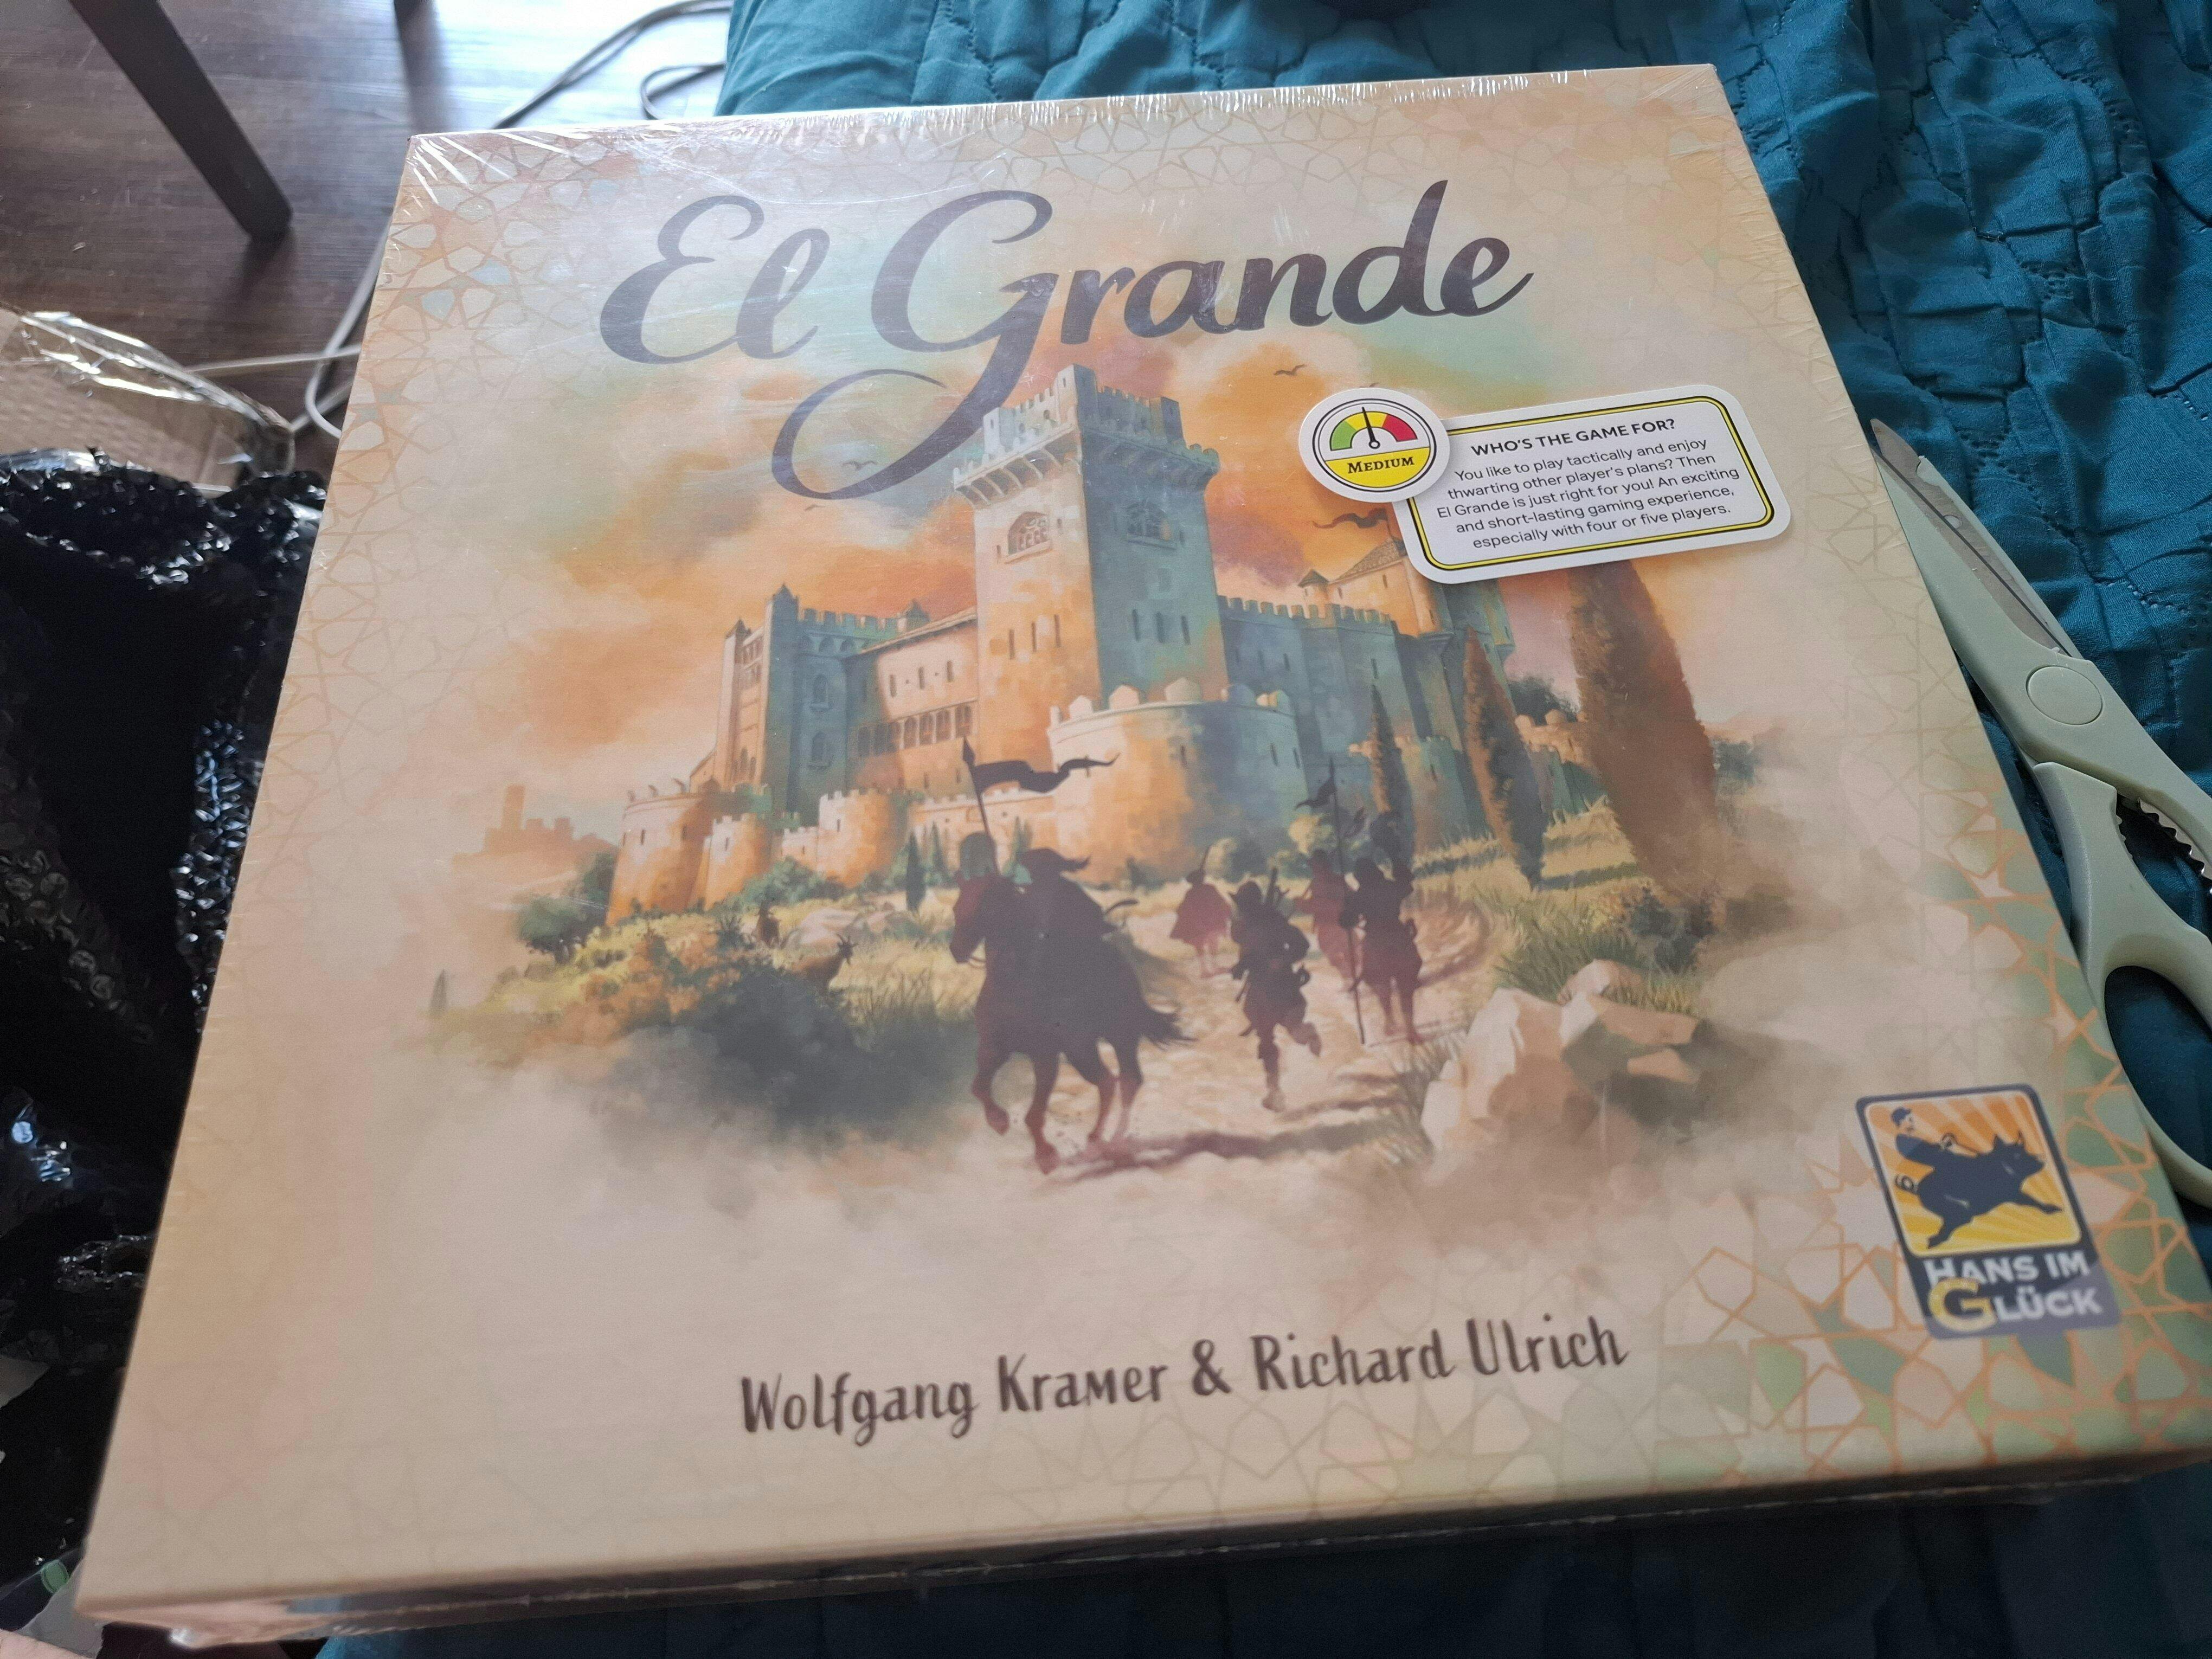 El Grande
MEDIUM
WHO'S THE GAME FOR?
You like to play tactically and enjoy
thwarting other player's plans? Then
El Grande is just right for you! An exciting
and short-lasting gaming experience,
especially with four or five players.
HANS IM
GLÜCK
Wolfgang Kramer & Richard Ulrich